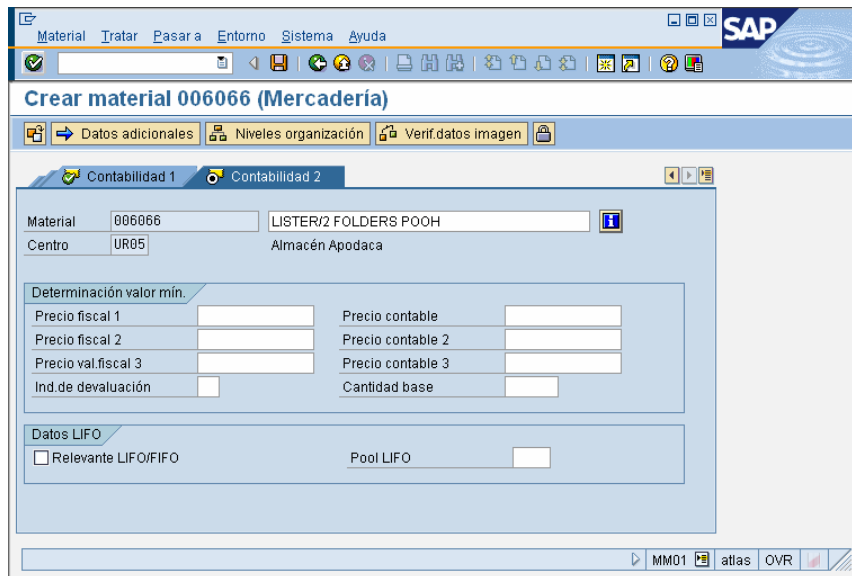 Material Tratar Pasar a Entorno Sistema Ayuda
SAP
Crear material 006066 (Mercadería)
Datos adicionales Niveles organización Verif.datos imagen
Contabilidad 1 Contabilidad 2
Material 006066 LISTER/2 FOLDERS POOH
Centro UR05 Almacén Apodaca
Determinación valor mín.
Precio fiscal 1 Precio contable
Precio fiscal 2 Precio contable 2
Precio val.fiscal 3 Precio contable 3
Ind.de devaluación Cantidad base
Datos LIFO
Relevante LIFO/FIFO Pool LIFO
MM01 atlas OVR